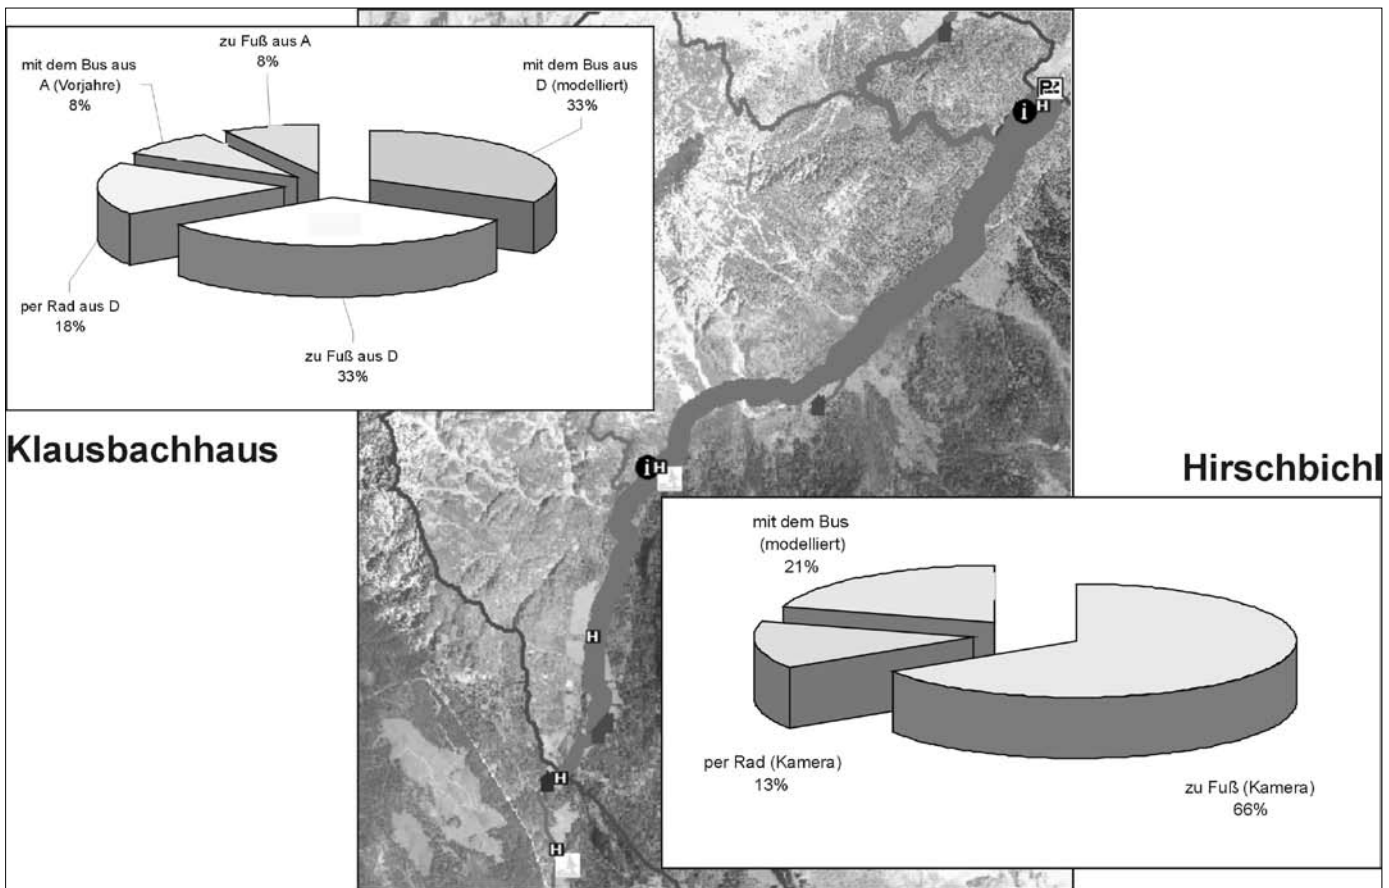 zu Fuß aus A
8%
mit dem Bus aus
A (Vorjahre)
8%
mit dem Bus aus
D (modelliert)
33%
per Rad aus D
18%
zu Fuß aus D
33%
Klausbachhaus
P
i H
i H
Hirschbichl
mit dem Bus
(modelliert)
21%
per Rad (Kamera)
13%
zu Fuß (Kamera)
66%
H
H
H